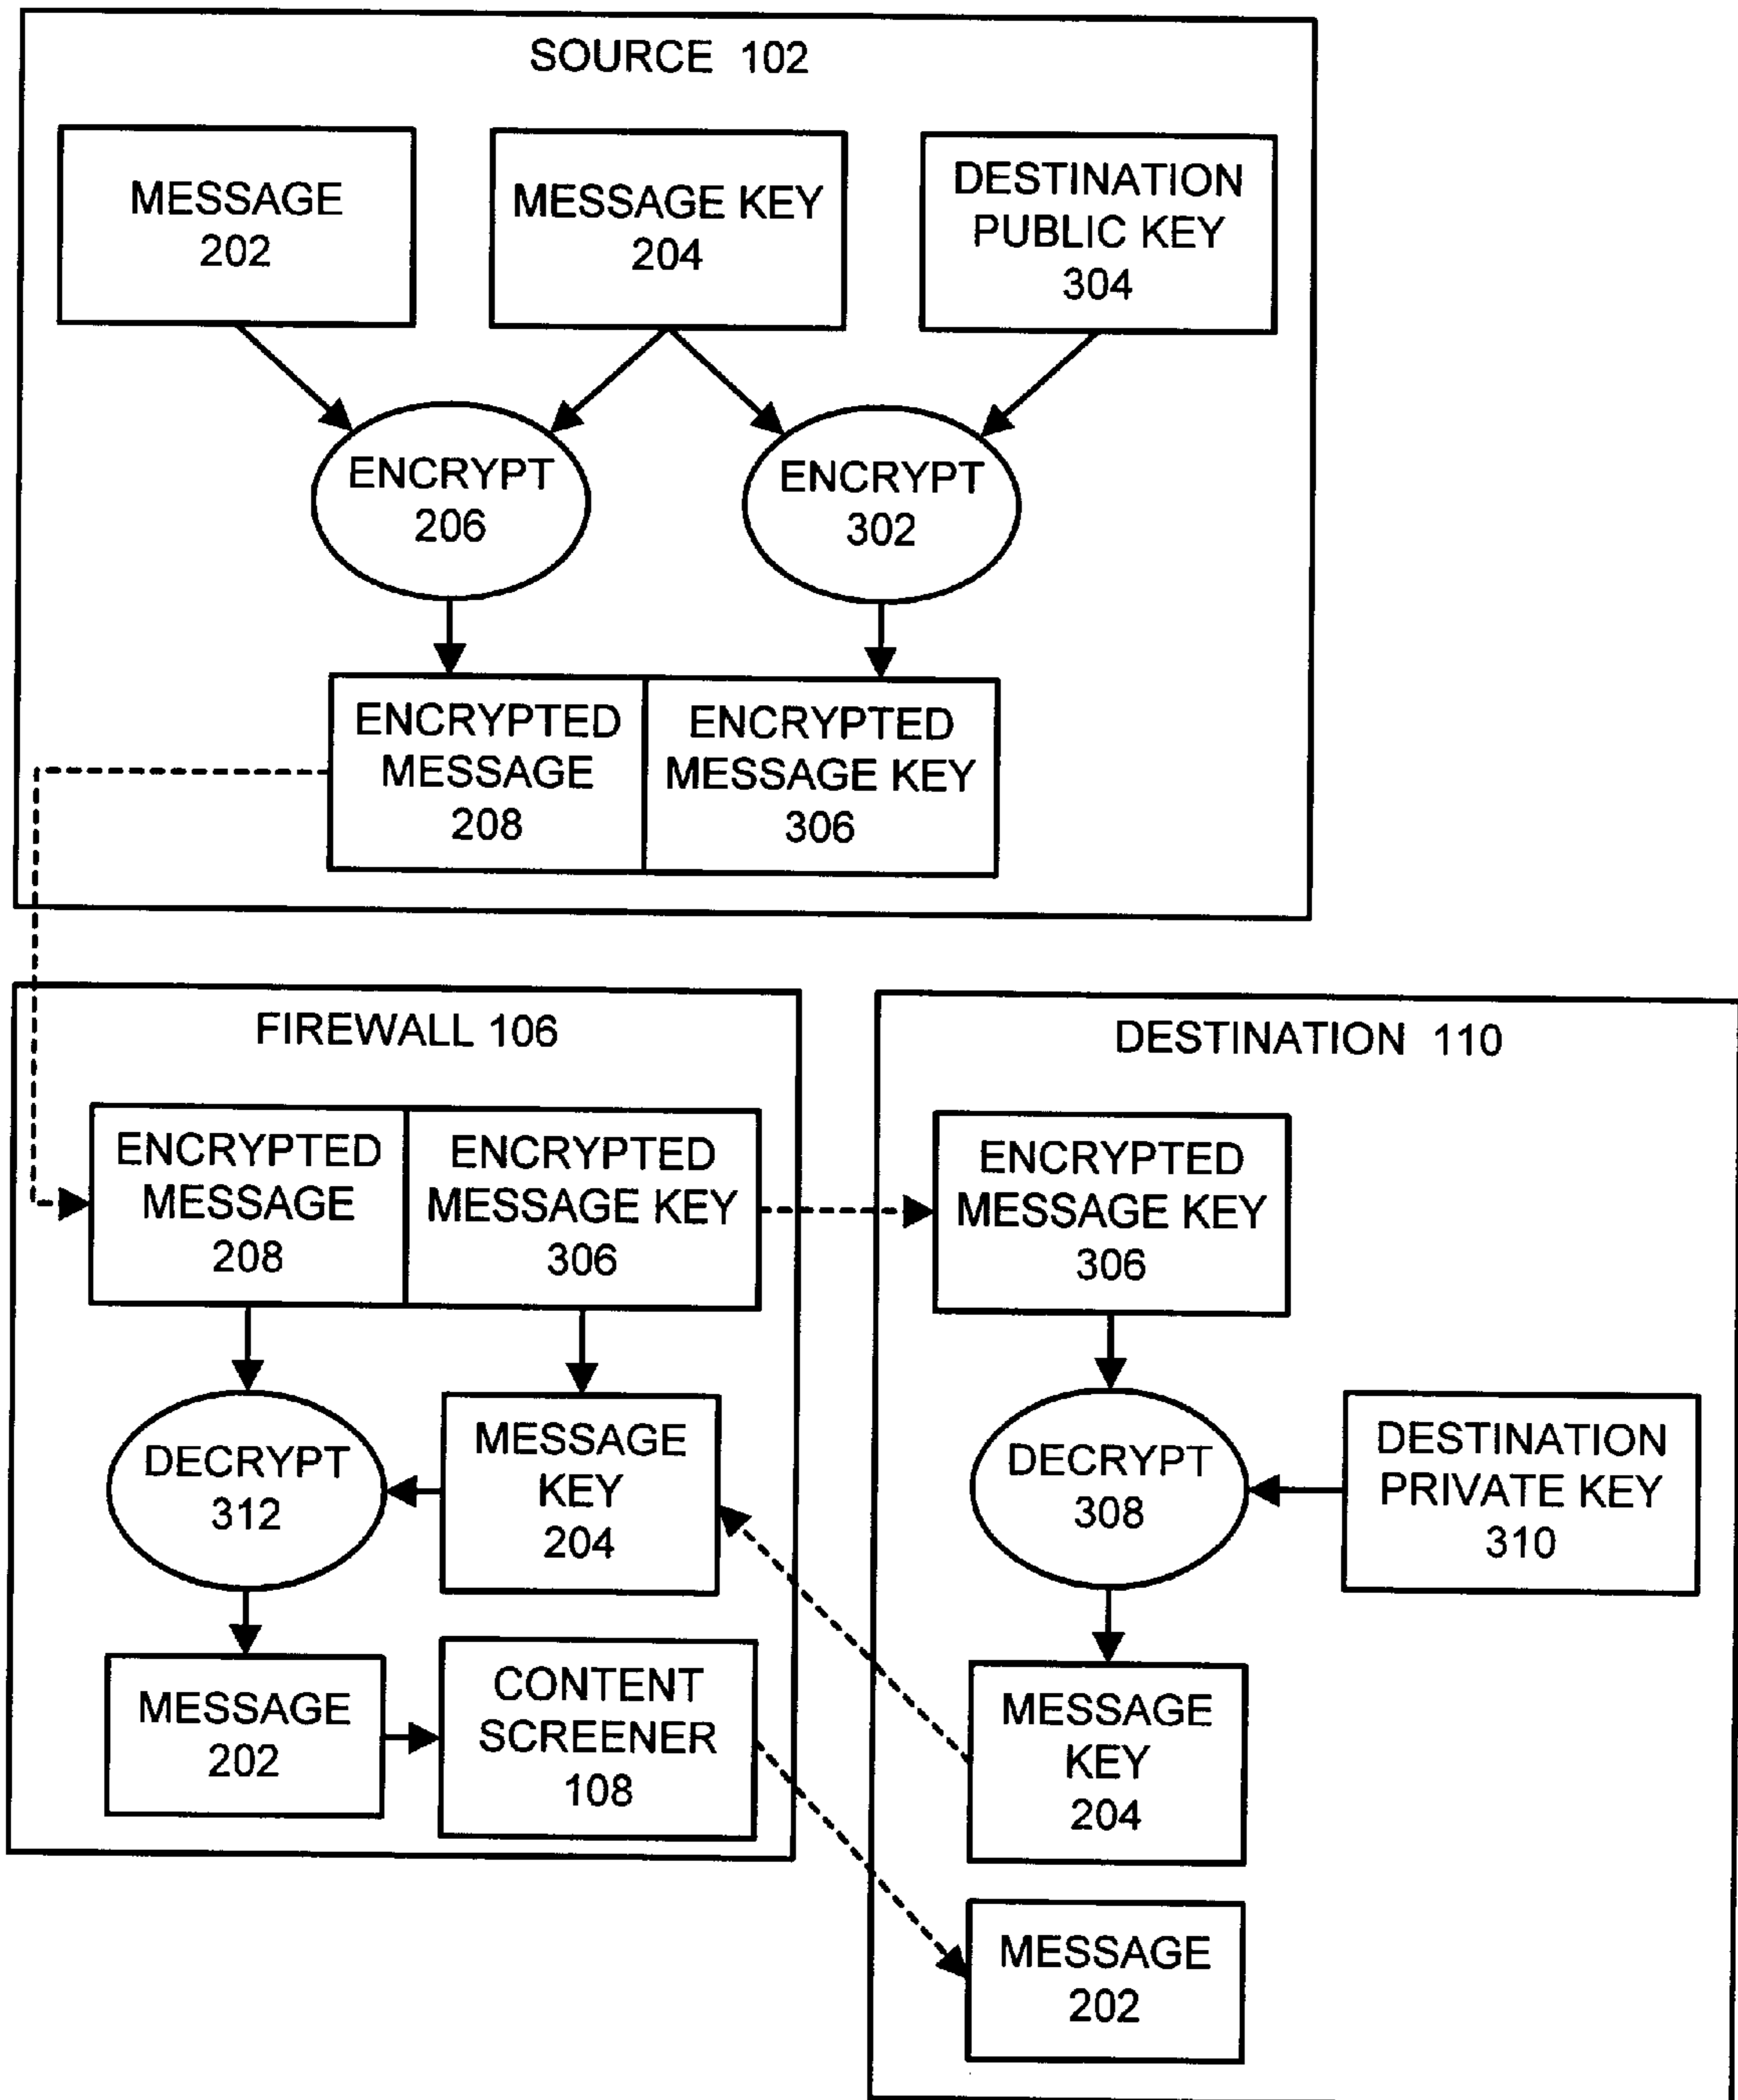 SOURCE 102
MESSAGE
202
MESSAGE KEY
204
DESTINATION
PUBLIC KEY
304
ENCRYPT
206
ENCRYPT
302
ENCRYPTED
MESSAGE
208
ENCRYPTED
MESSAGE KEY
306
FIREWALL 106
ENCRYPTED
MESSAGE
208
ENCRYPTED
MESSAGE KEY
306
DECRYPT
312
MESSAGE
KEY
204
MESSAGE
202
CONTENT
SCREENER
108
DESTINATION 110
ENCRYPTED
MESSAGE KEY
306
DECRYPT
308
DESTINATION
PRIVATE KEY
310
MESSAGE
KEY
204
MESSAGE
202